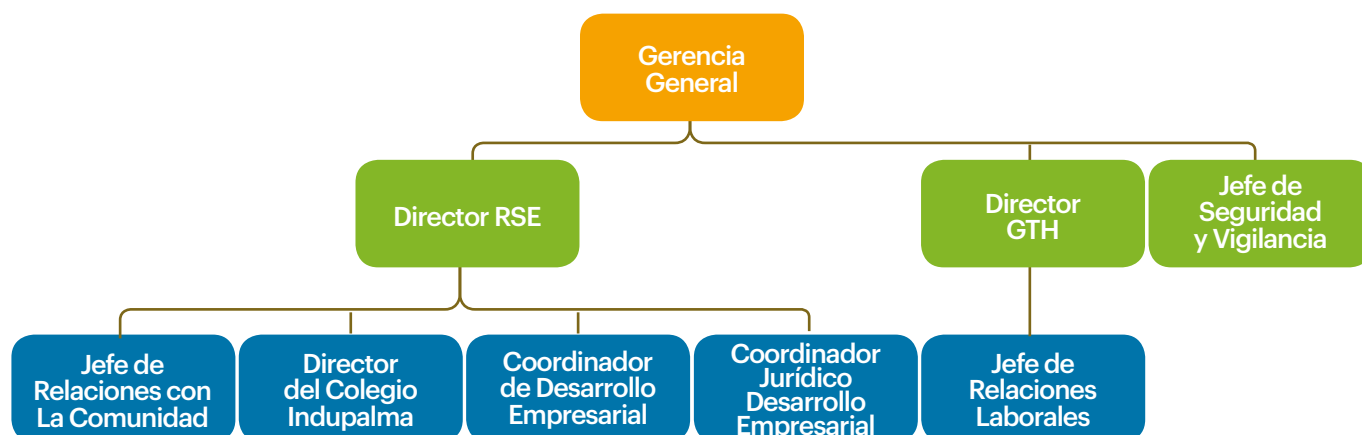 Gerencia
General
Director RSE
Director
GTH
Jefe de
Seguridad
y Vigilancia
Jefe de
Relaciones con
La Comunidad
Director
del Colegio
Indupalma
Coordinador
de Desarrollo
Empresarial
Coordinador
Jurídico
Desarrollo
Empresarial
Jefe de
Relaciones
Laborales